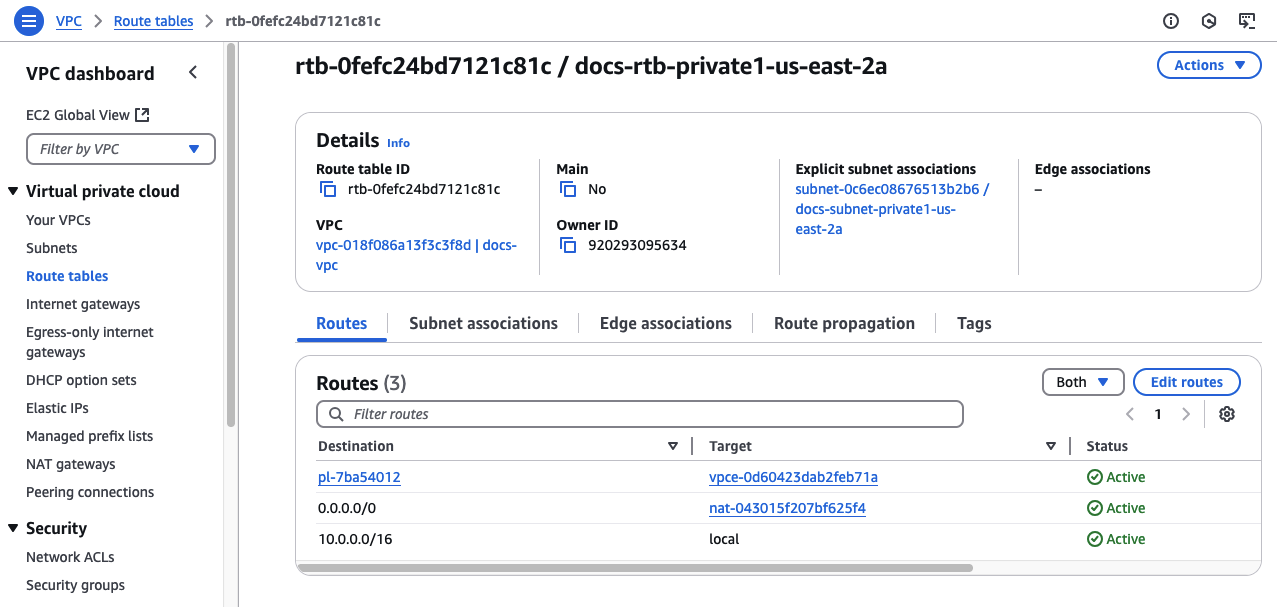 VPC > Route tables > rtb-0fefc24bd7121c81c
VPC dashboard
EC2 Global View
Filter by VPC
Virtual private cloud
Your VPCs
Subnets
Route tables
Internet gateways
Egress-only internet
gateways
DHCP option sets
Elastic IPs
Managed prefix lists
NAT gateways
Peering connections
Security
Network ACLs
Security groups
rtb-0fefc24bd7121c81c / docs-rtb-private1-us-east-2a
Actions
Details Info
Route table ID
rtb-0fefc24bd7121c81c
VPC
vpc-018f086a13f3c3f8d | docs-
vpc
Main
No
Owner ID
920293095634
Explicit subnet associations
subnet-0c6ec08676513b2b6 /
docs-subnet-private1-us-
east-2a
Edge associations
–
Routes Subnet associations Edge associations Route propagation Tags
Routes (3)
Both Edit routes
Filter routes
1
Destination Target Status
pl-7ba54012 vpce-0d60423dab2feb71a Active
0.0.0.0/0 nat-043015f207bf625f4 Active
10.0.0.0/16 local Active